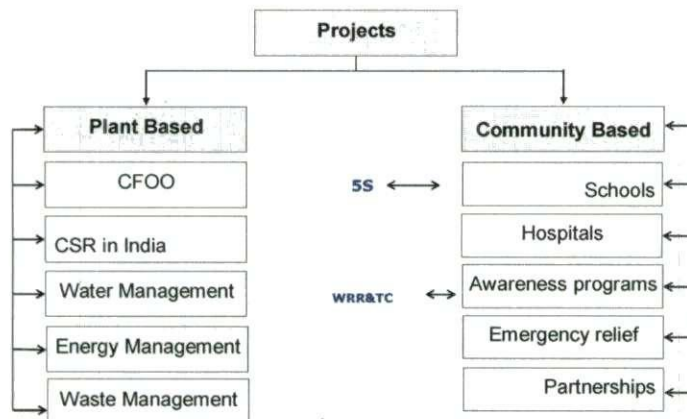 Projects
Plant Based
CFOO
CSR in India
Water Management
Energy Management
Waste Management
5S
WRR&TC
Community Based
Schools
Hospitals
Awareness programs
Emergency relief
Partnerships